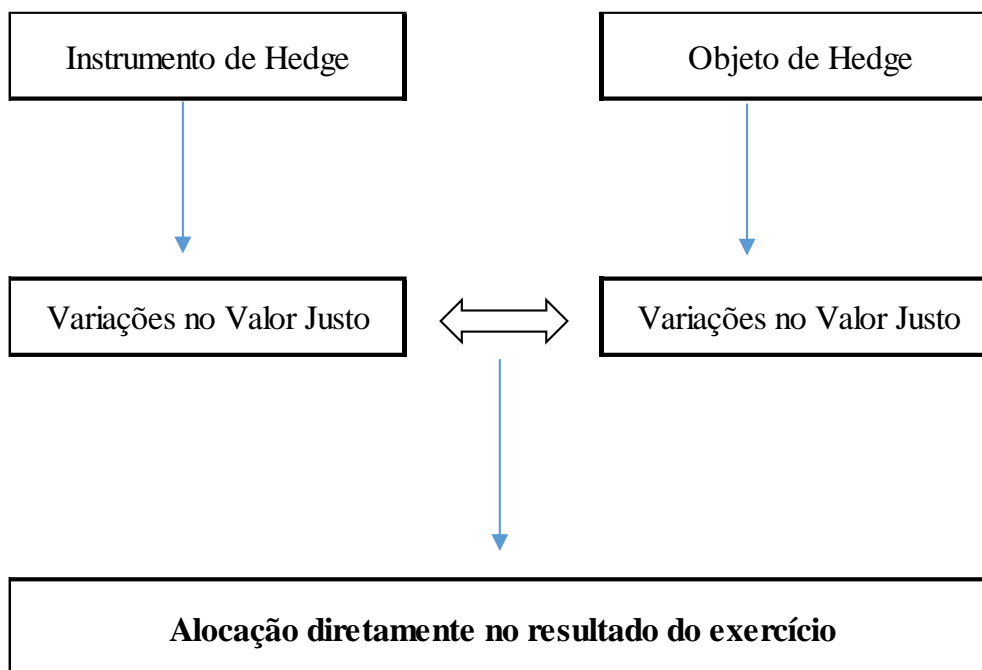 Instrumento de Hedge
Objeto de Hedge
Variações no Valor Justo
Variações no Valor Justo
Alocação diretamente no resultado do exercício